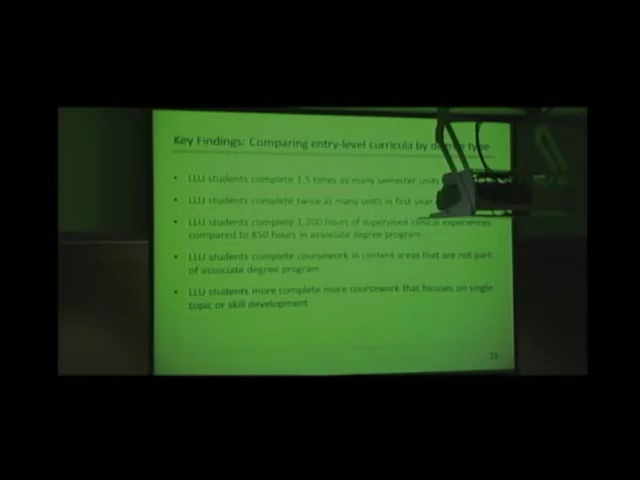 Key Findings: Comparing entry-level curricula by degree type
• LLU students complete 1.5 times as many semester units
• LLU students complete twice as many units in first year
• LLU students complete 1,200 hours of supervised clinical experiences
compared to 850 hours in associate degree program
• LLU students complete coursework in content areas that are not part
of associate degree program
• LLU students more complete more coursework that focuses on single
topic or skill development
23